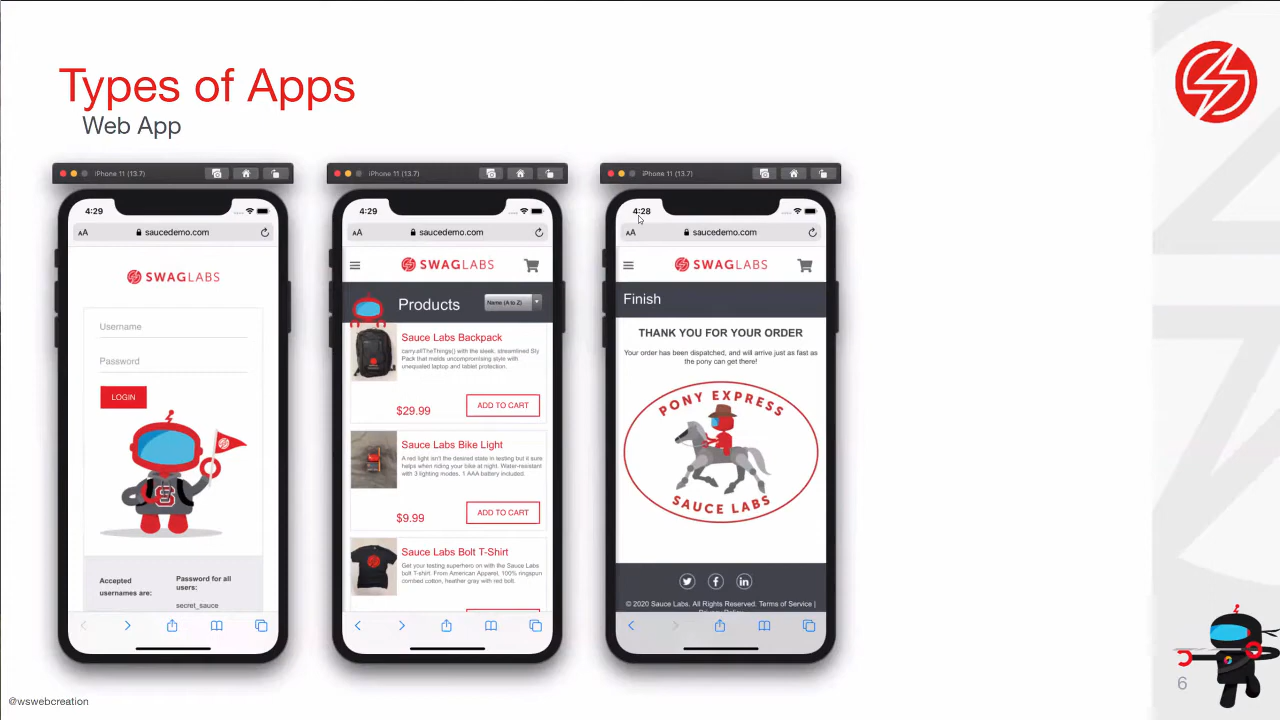 Types of Apps
Web App
iPhone 11 (13.7)
4:29
AA saucedemo.com
SWAGLABS
Username
Password
LOGIN
Accepted
usernames are:
Password for all
users:
secret_sauce
iPhone 11 (13.7)
4:29
AA saucedemo.com
SWAGLABS
Products
Name (A to Z)
Sauce Labs Backpack
carry.allTheThings() with the sleek, streamlined Sly
Pack that melds uncompromising style with
unequaled laptop and tablet protection.
$29.99
ADD TO CART
Sauce Labs Bike Light
A red light isn't the desired state in testing but it sure
helps when riding your bike at night. Water-resistant
with 3 lighting modes, 1 AAA battery included.
$9.99
ADD TO CART
Sauce Labs Bolt T-Shirt
Get your testing superhero on with the Sauce Labs
bolt T-shirt. From American Apparel, 100% ringspun
combed cotton, heather gray with red bolt.
iPhone 11 (13.7)
4:28
AA saucedemo.com
SWAGLABS
Finish
THANK YOU FOR YOUR ORDER
Your order has been dispatched, and will arrive just as fast as
the pony can get there!
PONY EXPRESS
SAUCE LABS
© 2020 Sauce Labs. All Rights Reserved. Terms of Service |
Privacy Policy
6
@wswebcreation